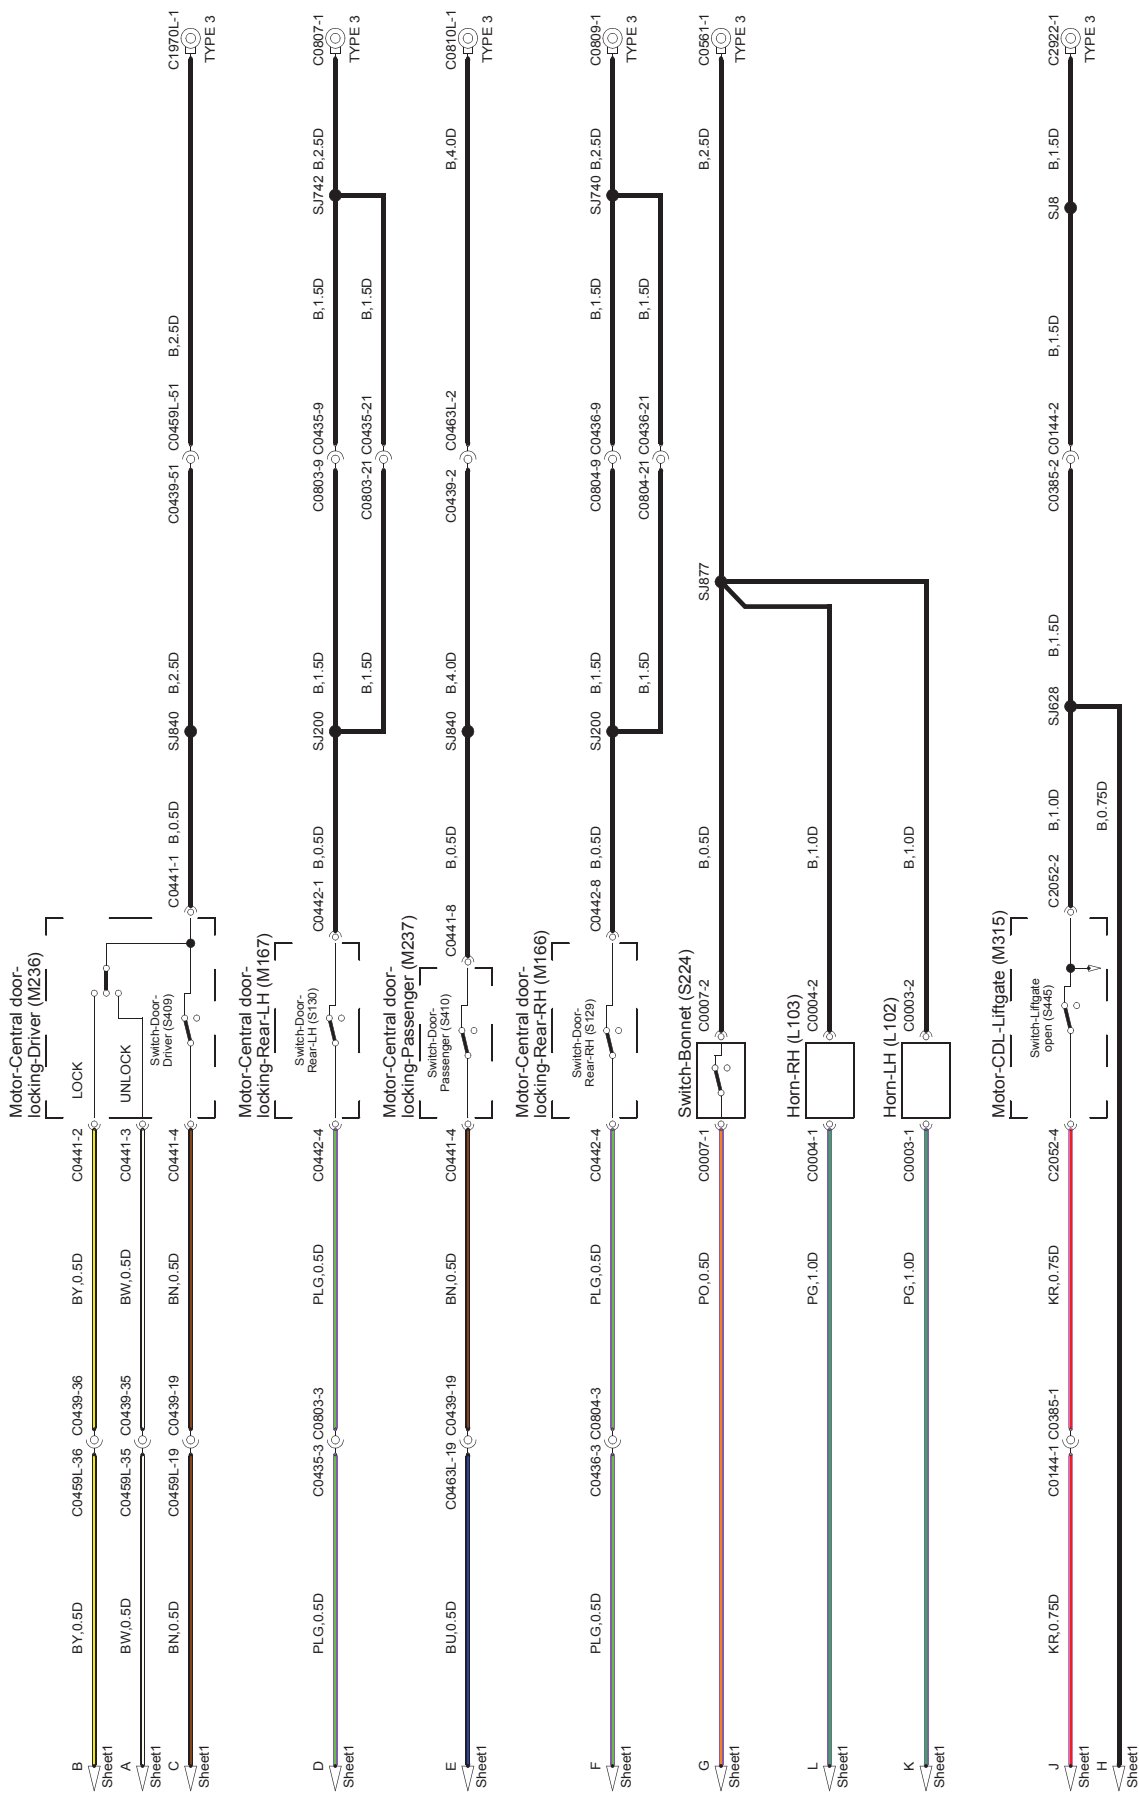 C1970L-1
TYPE 3
B,2.5D
C0459L-51
C0439-51
B,2.5D
SJ840
B,0.5D
C0441-1
Motor-Central door-
locking-Driver (M236)
LOCK
UNLOCK
Switch-Door-
Driver (S409)
C0441-2
C0441-3
C0441-4
BY,0.5D
BW,0.5D
BN,0.5D
C0439-36
C0439-35
C0439-19
C0459L-36
C0459L-35
C0459L-19
BY,0.5D
BW,0.5D
BN,0.5D
B
Sheet1
A
Sheet1
C
Sheet1
C0807-1
TYPE 3
B,2.5D
SJ742
B,1.5D
B,1.5D
C0435-9
C0435-21
C0803-9
C0803-21
B,1.5D
B,1.5D
SJ200
B,0.5D
C0442-1
Motor-Central door-
locking-Rear-LH (M167)
Switch-Door-
Rear-LH (S130)
C0442-4
PLG,0.5D
C0803-3
C0435-3
PLG,0.5D
D
Sheet1
C0810L-1
TYPE 3
B,4.0D
C0463L-2
C0439-2
B,4.0D
SJ840
B,0.5D
C0441-8
Motor-Central door-
locking-Passenger (M237)
Switch-Door-
Passenger (S410)
C0441-4
BN,0.5D
C0439-19
C0463L-19
BU,0.5D
E
Sheet1
C0809-1
TYPE 3
B,2.5D
SJ740
B,1.5D
B,1.5D
C0436-9
C0436-21
C0804-9
C0804-21
B,1.5D
B,1.5D
SJ200
B,0.5D
C0442-8
Motor-Central door-
locking-Rear-RH (M166)
Switch-Door-
Rear-RH (S129)
C0442-4
PLG,0.5D
C0804-3
C0436-3
PLG,0.5D
F
Sheet1
C0561-1
TYPE 3
B,2.5D
SJ877
B,0.5D
C0007-2
Switch-Bonnet (S224)
C0007-1
PO,0.5D
G
Sheet1
B,1.0D
C0004-2
Horn-RH (L103)
C0004-1
PG,1.0D
L
Sheet1
B,1.0D
C0003-2
Horn-LH (L102)
C0003-1
PG,1.0D
K
Sheet1
C2922-1
TYPE 3
B,1.5D
SJ8
B,1.5D
C0144-2
C0385-2
B,1.5D
SJ628
B,1.0D
B,0.75D
C2052-2
Motor-CDL-Liftgate (M315)
Switch-Liftgate
open (S445)
C2052-4
KR,0.75D
C0385-1
C0144-1
KR,0.75D
J
Sheet1
H
Sheet1